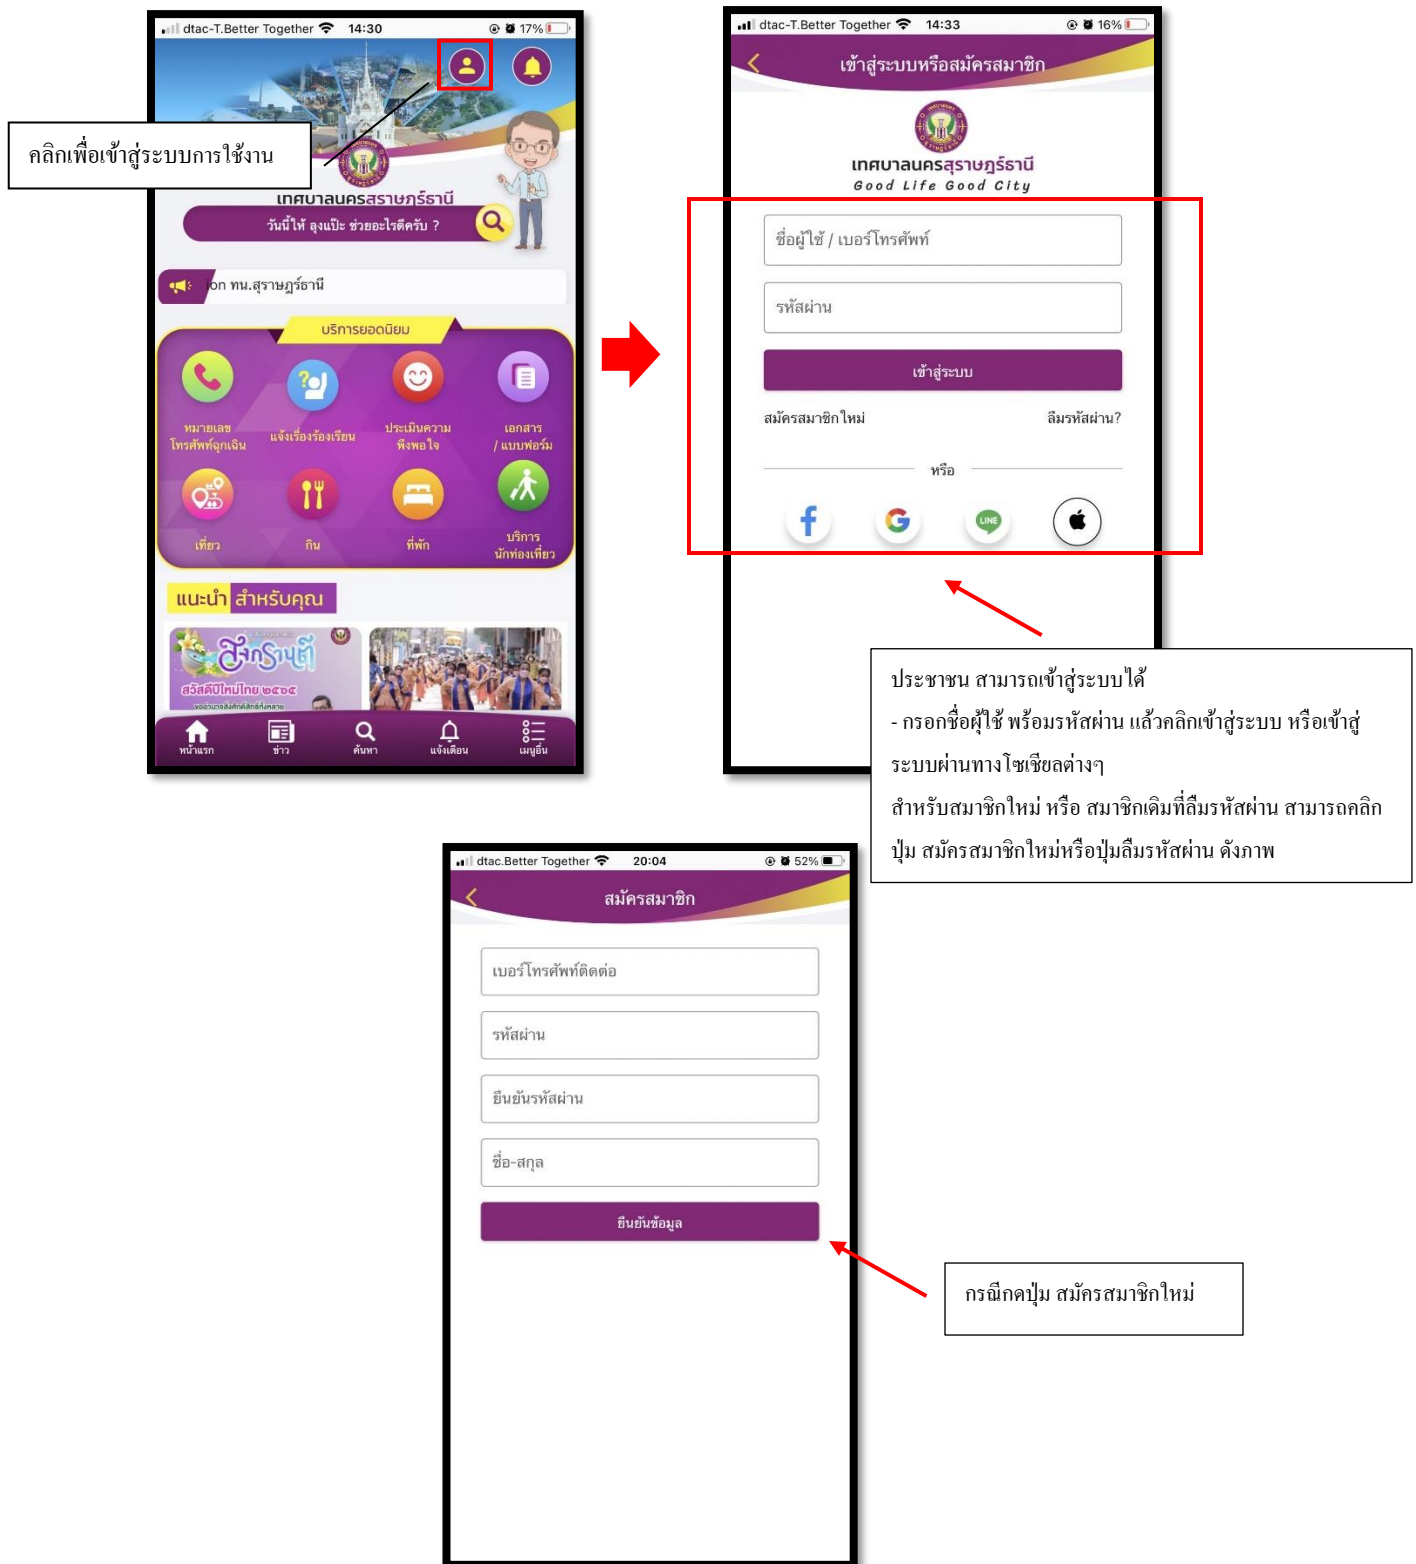 dtac-T.Better Together 14:30 17%
คลิกเพื่อเข้าสู่ระบบการใช้งาน
เทศบาลนครสุราษฎร์ธานี
วันนี้ให้ ลุงแป๊ะ ช่วยอะไรดีครับ ?
ion ทน.สุราษฎร์ธานี
บริการยอดนิยม
หมายเลข
โทรศัพท์ฉุกเฉิน
แจ้งเรื่องร้องเรียน
ประเมินความ
พึงพอใจ
เอกสาร
/ แบบฟอร์ม
เที่ยว
กิน
ที่พัก
บริการ
นักท่องเที่ยว
แนะนำ สำหรับคุณ
สงกรานต์
สวัสดีปีใหม่ไทย ๒๕๖๕
หน้าแรก
ข่าว
ค้นหา
แจ้งเตือน
เมนูอื่น
dtac-T.Better Together 14:33 16%
เข้าสู่ระบบหรือสมัครสมาชิก
เทศบาลนครสุราษฎร์ธานี
Good Life Good City
ชื่อผู้ใช้ / เบอร์โทรศัพท์
รหัสผ่าน
เข้าสู่ระบบ
สมัครสมาชิกใหม่
ลืมรหัสผ่าน?
หรือ
LINE
ประชาชน สามารถเข้าสู่ระบบได้
- กรอกชื่อผุ้ใช้ พร้อมรหัสผ่าน แล้วคลิกเข้าสู่ระบบ หรือเข้าสู่
ระบบผ่านทางโซเชียลต่างๆ
สำหรับสมาชิกใหม่ หรือ สมาชิกเดิมที่ลืมรหัสผ่าน สามารถคลิก
ปุ่ม สมัครสมาชิกใหม่หรือปุ่มลืมรหัสผ่าน ดังภาพ
dtac.Better Together 20:04 52%
สมัครสมาชิก
เบอร์โทรศัพท์ติดต่อ
รหัสผ่าน
ยืนยันรหัสผ่าน
ชื่อ-สกุล
ยืนยันข้อมูล
กรณีกดปุ่ม สมัครสมาชิกใหม่